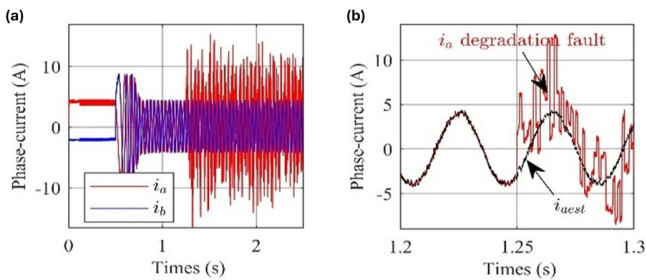 (a)
Phase-current (A)
10
0
-10
i_a
i_b
0
1
2
Times (s)
(b)
Phase-current (A)
i_a degradation fault
10
5
0
-5
i_aest
1.2
1.25
1.3
Times (s)